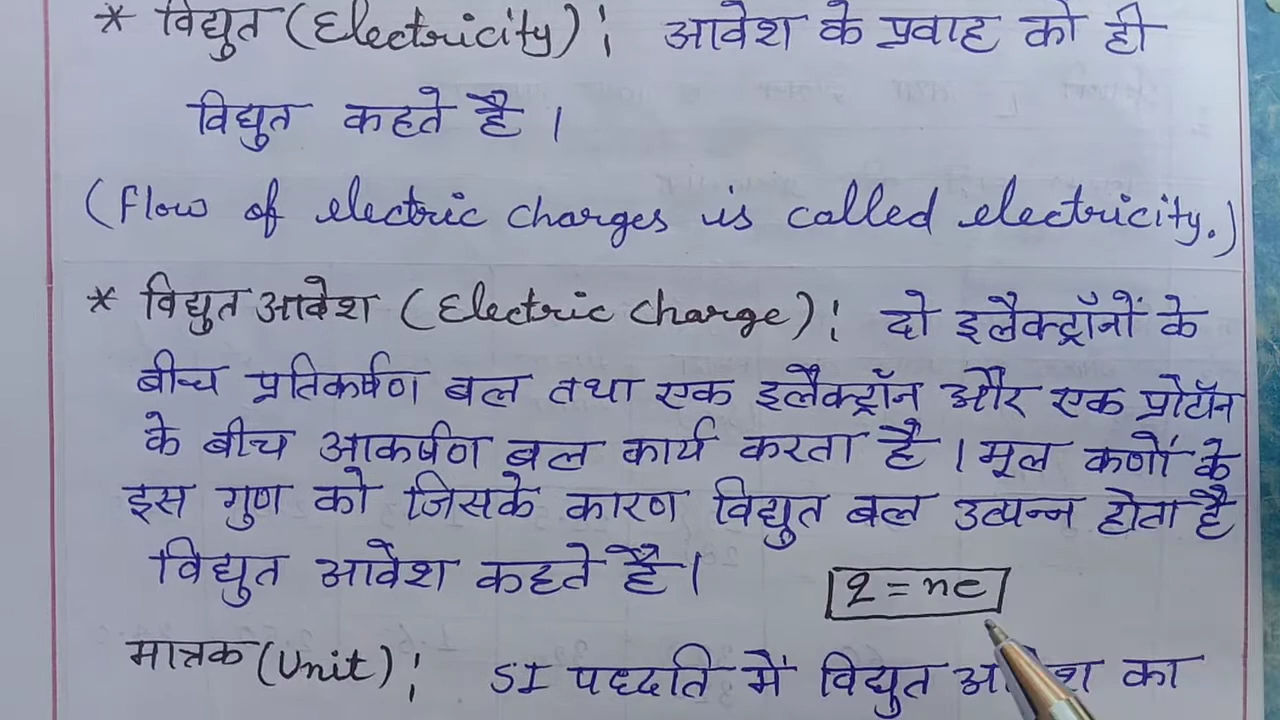 * विद्युत (Electricity) : आवेश के प्रवाह को ही
विद्युत कहते है ।
(Flow of electric charges is called electricity.)
* विद्युत आवेश (Electric Charge) : दो इलैक्ट्रॉनों के
बीच प्रतिकर्षण बल तथा एक इलैक्ट्रॉन और एक प्रोटॉन
के बीच आकर्षण बल कार्य करता है । मूल कणों के
इस गुण को जिसके कारण विद्युत बल उत्पन्न होता है
विद्युत आवेश कहते है ।
q = ne
मात्रक (Unit) : SI पध्दति में विद्युत का